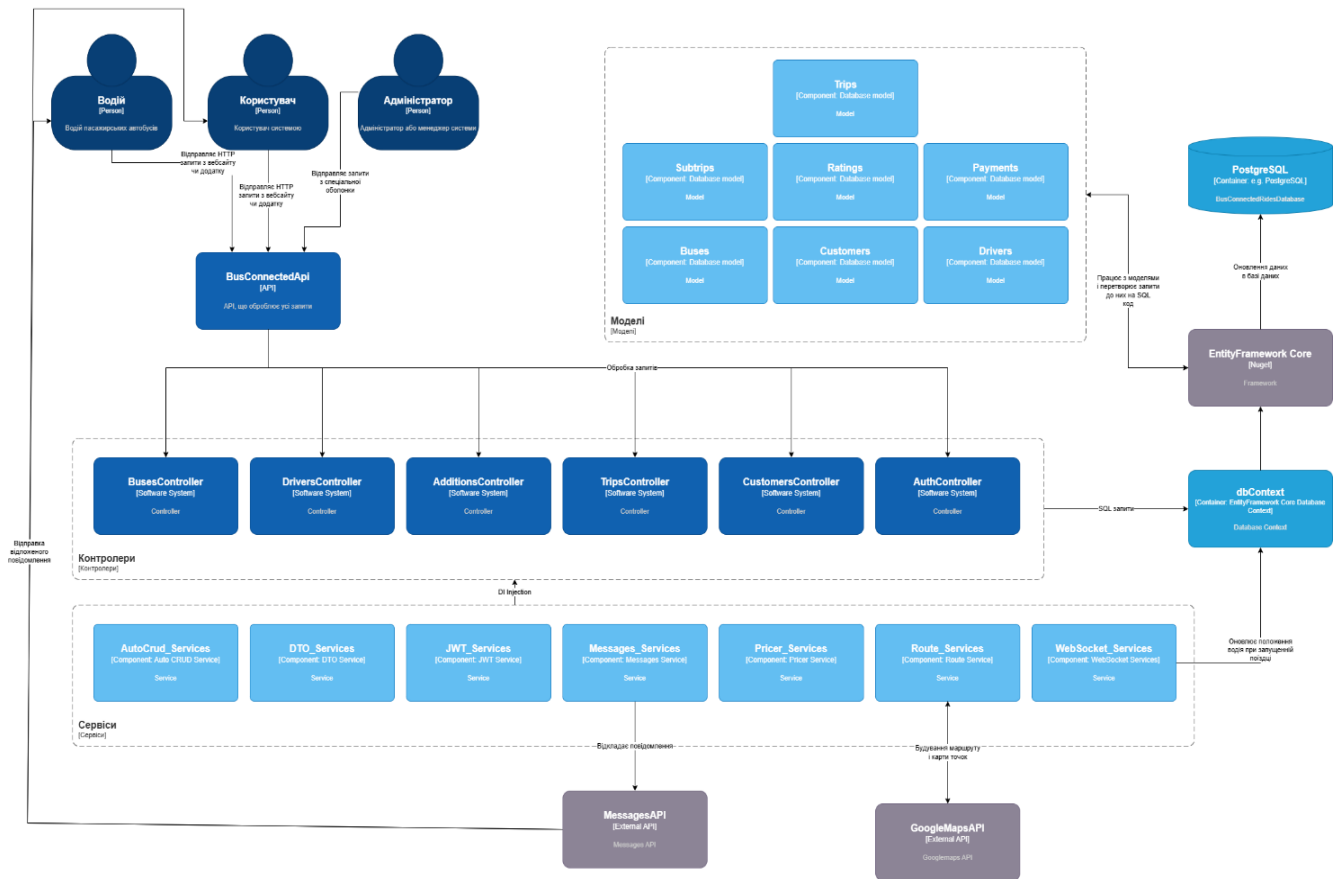 Водій
[Person]
Водій пасажирських автобусів
Користувач
[Person]
Користувач системою
Адміністратор
[Person]
Адміністратор або менеджер системи
Відправляє HTTP
запити з вебсайту
чи додатку
Відправляє HTTP
запити з вебсайту
чи додатку
Відправляє запити
з спеціальної
оболонки
BusConnectedApi
[API]
API, що оброблює усі запити
Trips
[Component: Database model]
Model
Subtrips
[Component: Database model]
Model
Ratings
[Component: Database model]
Model
Payments
[Component: Database model]
Model
Buses
[Component: Database model]
Model
Customers
[Component: Database model]
Model
Drivers
[Component: Database model]
Model
Моделі
[Моделі]
PostgreSQL
[Container: e.g. PostgreSQL]
BusConnectedRidesDatabase
Оновлення даних
в базі даних
Працює з моделями
і перетворює запити
до них на SQL
код
EntityFramework Core
[Nuget]
Framework
Обробка запитів
BusesController
[Software System]
Controller
DriversController
[Software System]
Controller
AdditionsController
[Software System]
Controller
TripsController
[Software System]
Controller
CustomersController
[Software System]
Controller
AuthController
[Software System]
Controller
Контролери
[Контролери]
SQL запити
dbContext
[Container: EntityFramework Core Database
Context]
Database Context
Відправка
відложеного
повідомлення
DI Injection
AutoCrud_Services
[Component: Auto CRUD Service]
Service
DTO_Services
[Component: DTO Service]
Service
JWT_Services
[Component: JWT Service]
Service
Messages_Services
[Component: Messages Service]
Service
Pricer_Services
[Component: Pricer Service]
Service
Route_Services
[Component: Route Service]
Service
WebSocket_Services
[Component: WebSocket Services]
Service
Сервіси
[Сервіси]
Оновлює положення
водія при запущенній
поїздці
Відкладає повідомлення
Будування маршруту
і карти точок
MessagesAPI
[External API]
Messages API
GoogleMapsAPI
[External API]
Googlemaps API